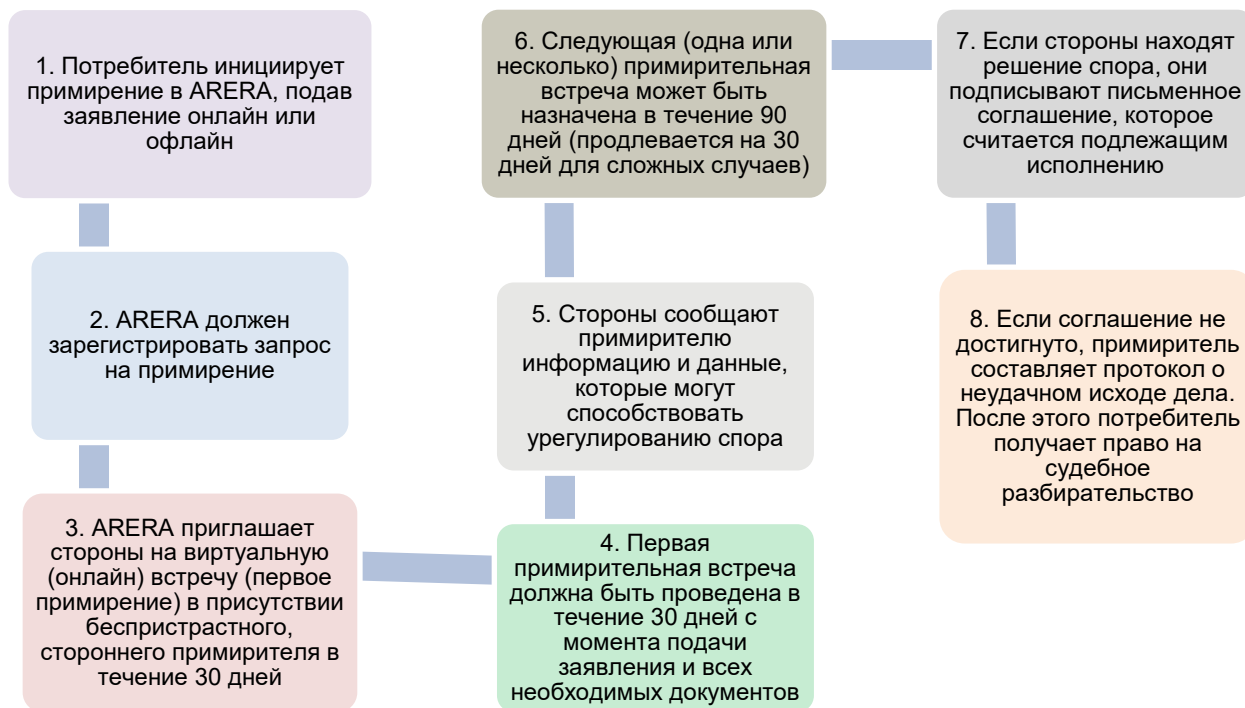 1. Потребитель инициирует
примирение в ARERA, подав
заявление онлайн или
офлайн
2. ARERA должен
зарегистрировать запрос
на примирение
3. ARERA приглашает
стороны на виртуальную
(онлайн) встречу (первое
примирение) в присутствии
беспристрастного,
стороннего примирителя в
течение 30 дней
4. Первая
примирительная встреча
должна быть проведена в
течение 30 дней с
момента подачи
заявления и всех
необходимых документов
5. Стороны сообщают
примирителю
информацию и данные,
которые могут
способствовать
урегулированию спора
6. Следующая (одна или
несколько) примирительная
встреча может быть
назначена в течение 90
дней (продлевается на 30
дней для сложных случаев)
7. Если стороны находят
решение спора, они
подписывают письменное
соглашение, которое
считается подлежащим
исполнению
8. Если соглашение не
достигнуто, примиритель
составляет протокол о
неудачном исходе дела.
После этого потребитель
получает право на
судебное
разбирательство